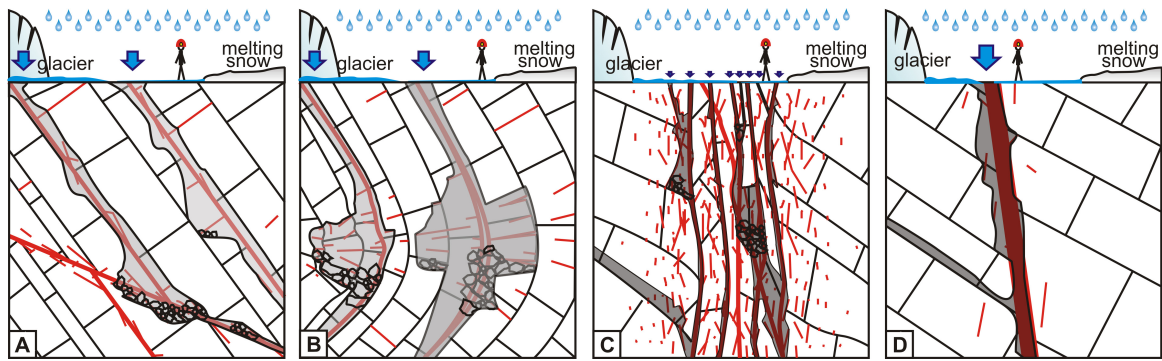 glacier
melting
snow
A
glacier
melting
snow
B
glacier
melting
snow
C
glacier
melting
snow
D